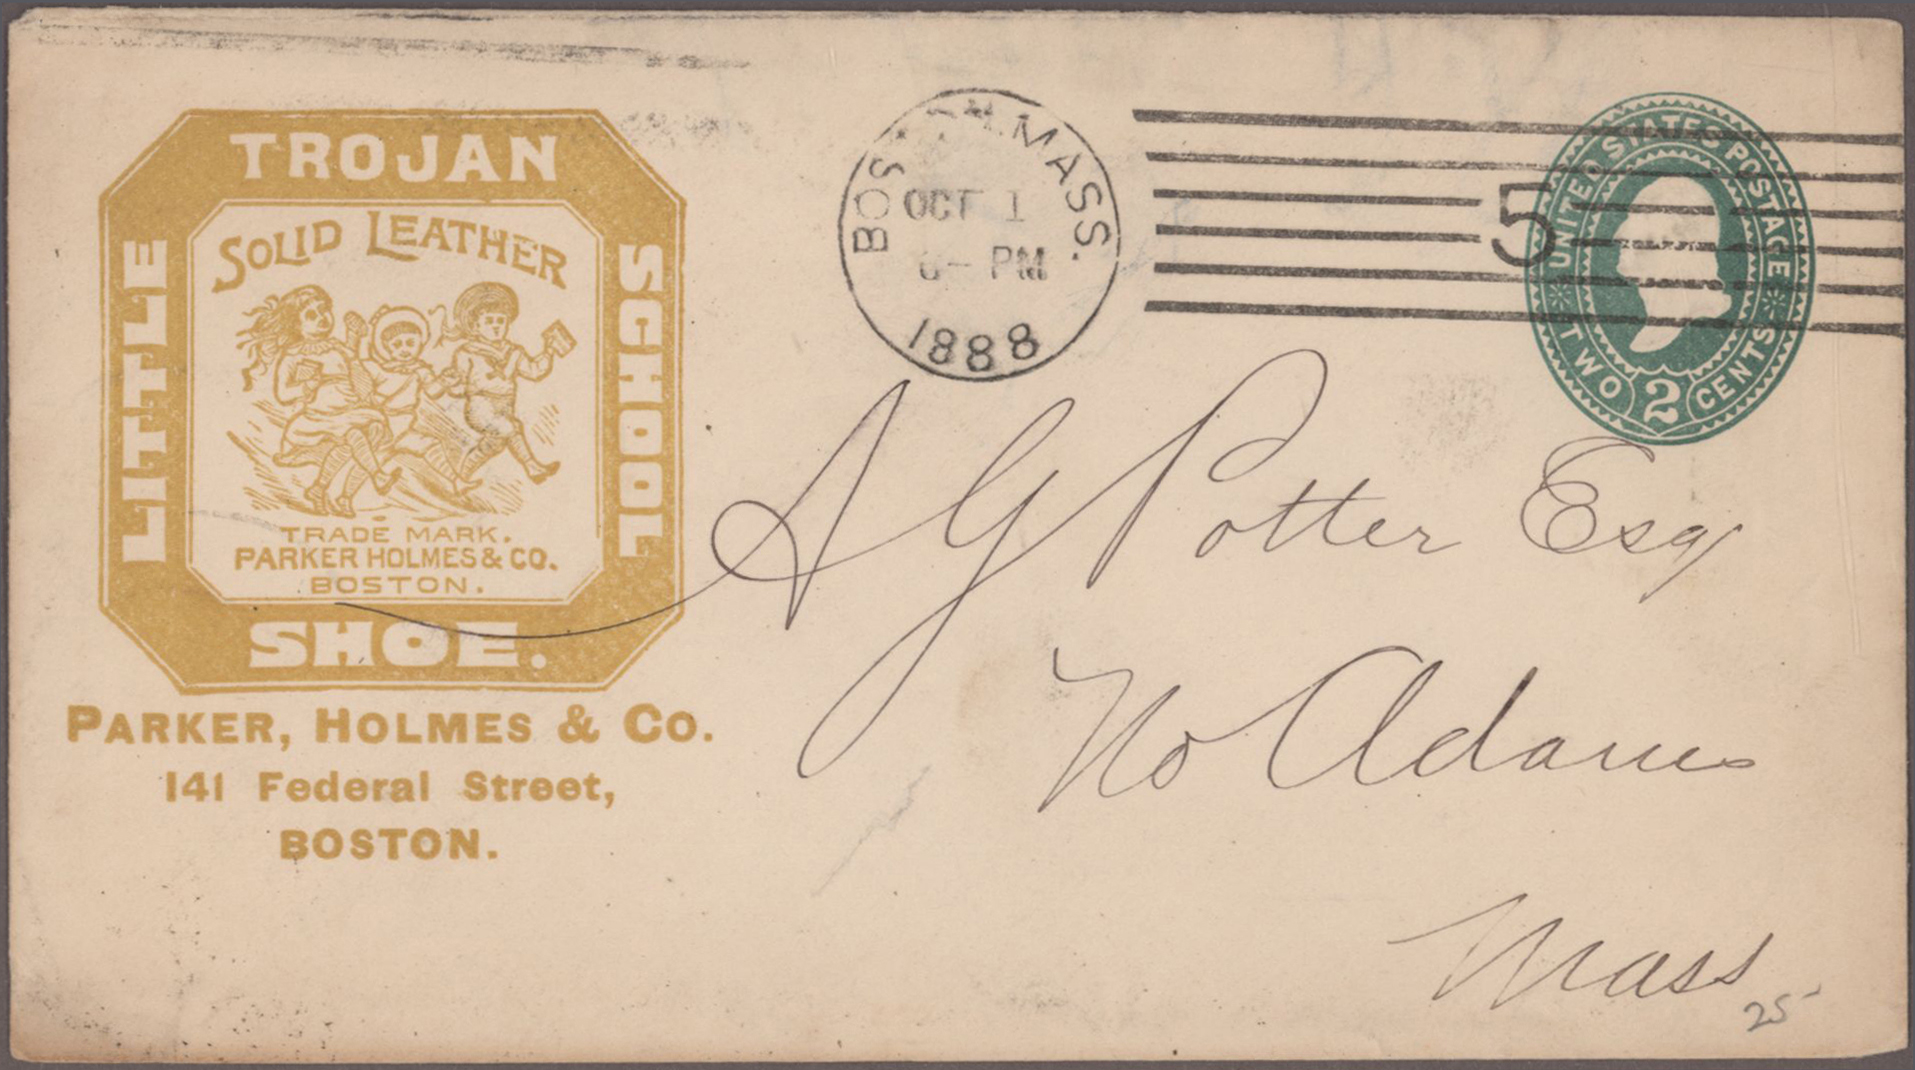 TROJAN
LITTLE
SCHOOL
SOLID LEATHER
TRADE MARK.
PARKER HOLMES & CO.
BOSTON.
SHOE.
PARKER, HOLMES & CO.
141 Federal Street,
BOSTON.
MASS.
OCT 1
PM
1888
5
UNITED STATES POSTAGE
TWO 2 CENTS
A G Potter Esq
No Adams
Mass
25